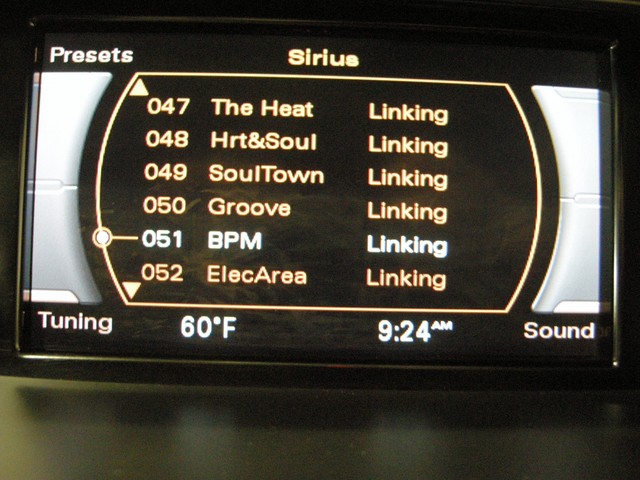 Presets Sirius
047 The Heat Linking
048 Hrt&Soul Linking
049 SoulTown Linking
050 Groove Linking
051 BPM Linking
052 ElecArea Linking
Tuning 60°F 9:24AM Sound